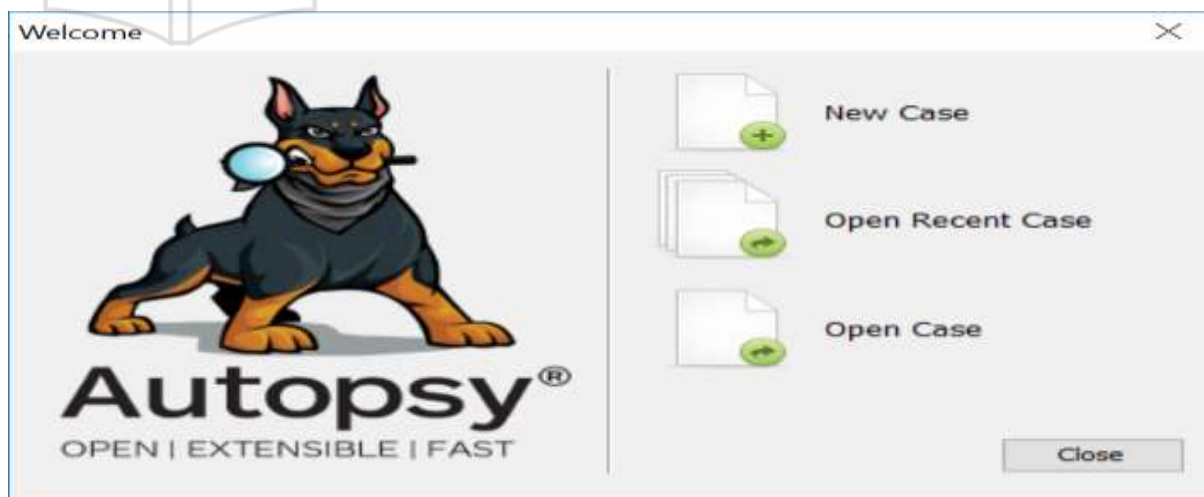 Welcome
New Case
Open Recent Case
Open Case
Autopsy®
OPEN | EXTENSIBLE | FAST
Close